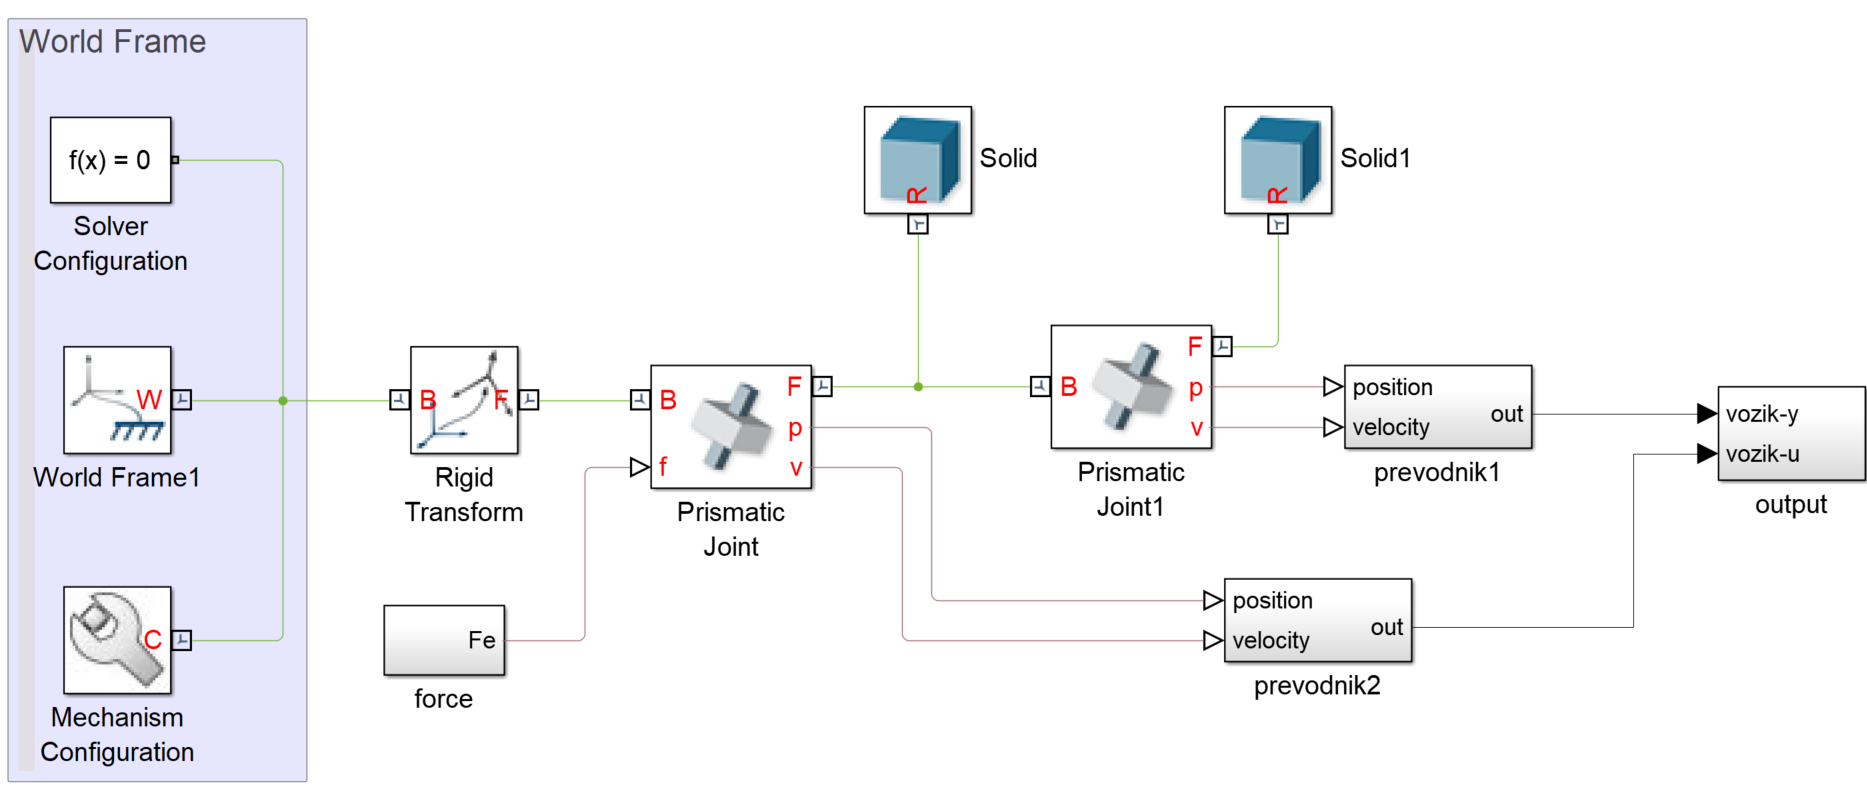 World Frame
f(x) = 0
Solver
Configuration
W
World Frame1
C
Mechanism
Configuration
B
F
Rigid
Transform
Fe
force
B
f
F
p
v
Prismatic
Joint
R
Solid
B
F
p
v
Prismatic
Joint1
R
Solid1
position
velocity
out
prevodnik1
position
velocity
out
prevodnik2
vozik-y
vozik-u
output